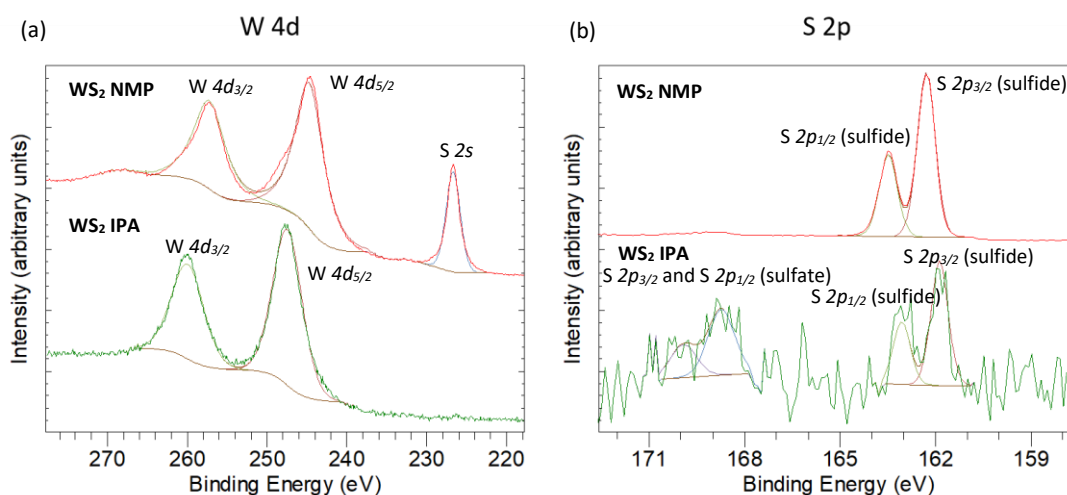 (a)
W 4d
WS₂ NMP
W 4d3/2
W 4d5/2
S 2s
WS₂ IPA
W 4d3/2
W 4d5/2
Intensity (arbitrary units)
270 260 250 240 230 220
Binding Energy (eV)
(b)
S 2p
WS₂ NMP
S 2p3/2 (sulfide)
S 2p1/2 (sulfide)
WS₂ IPA
S 2p3/2 and S 2p1/2 (sulfate)
S 2p3/2 (sulfide)
S 2p1/2 (sulfide)
Intensity (arbitrary units)
171 168 165 162 159
Binding Energy (eV)